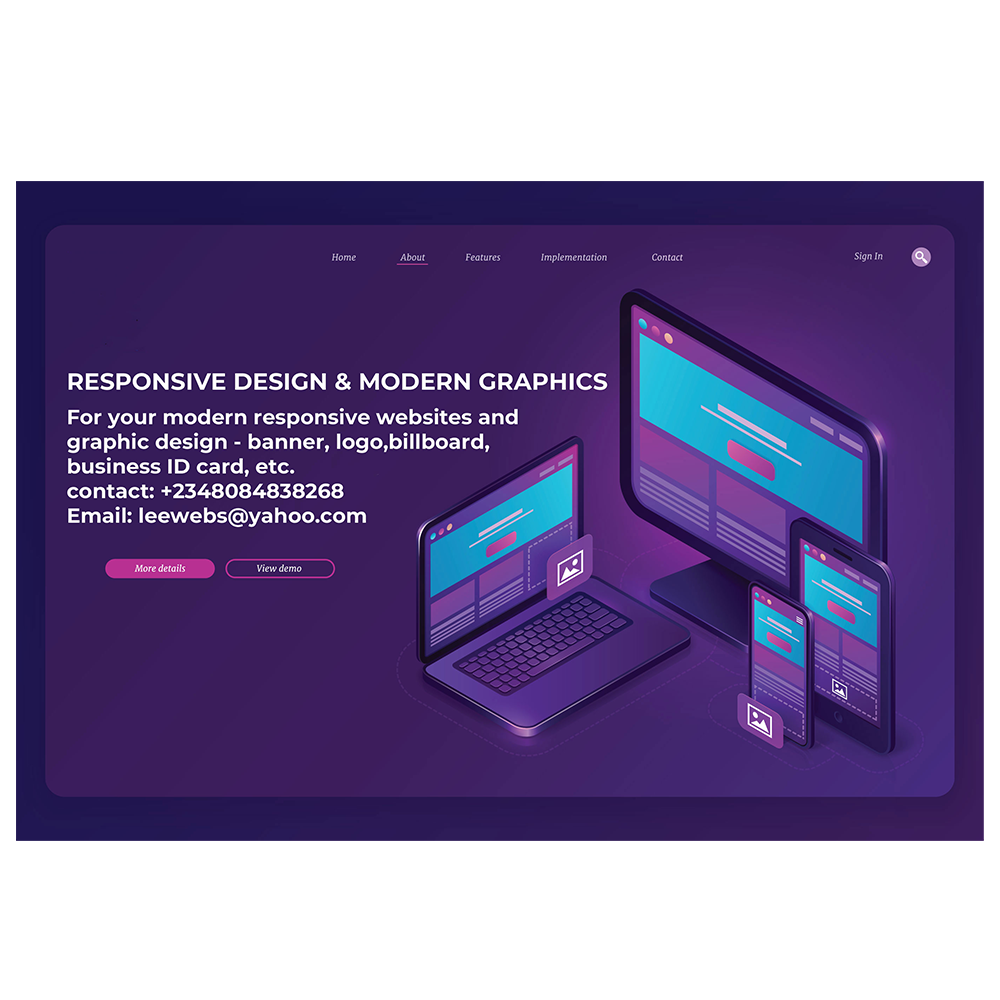 Home About Features Implementation Contact Sign In
RESPONSIVE DESIGN & MODERN GRAPHICS
For your modern responsive websites and
graphic design - banner, logo,billboard,
business ID card, etc.
contact: +2348084838268
Email: leewebs@yahoo.com
More details View demo